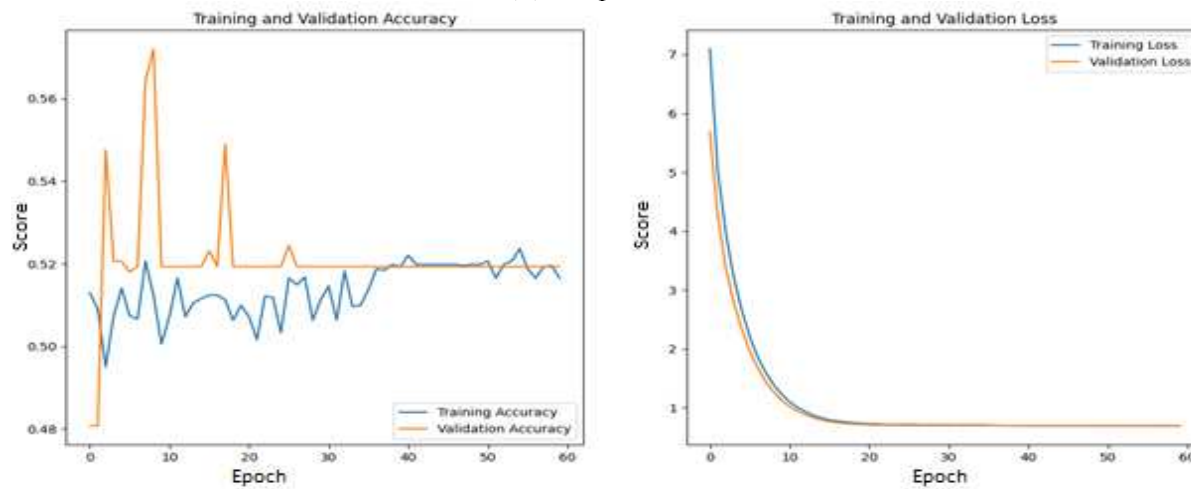 Training and Validation Accuracy
Score
0.56
0.54
0.52
0.50
0.48
Training Accuracy
Validation Accuracy
0 10 20 30 40 50 60
Epoch
Training and Validation Loss
Score
7
6
5
4
3
2
1
Training Loss
Validation Loss
0 10 20 30 40 50 60
Epoch